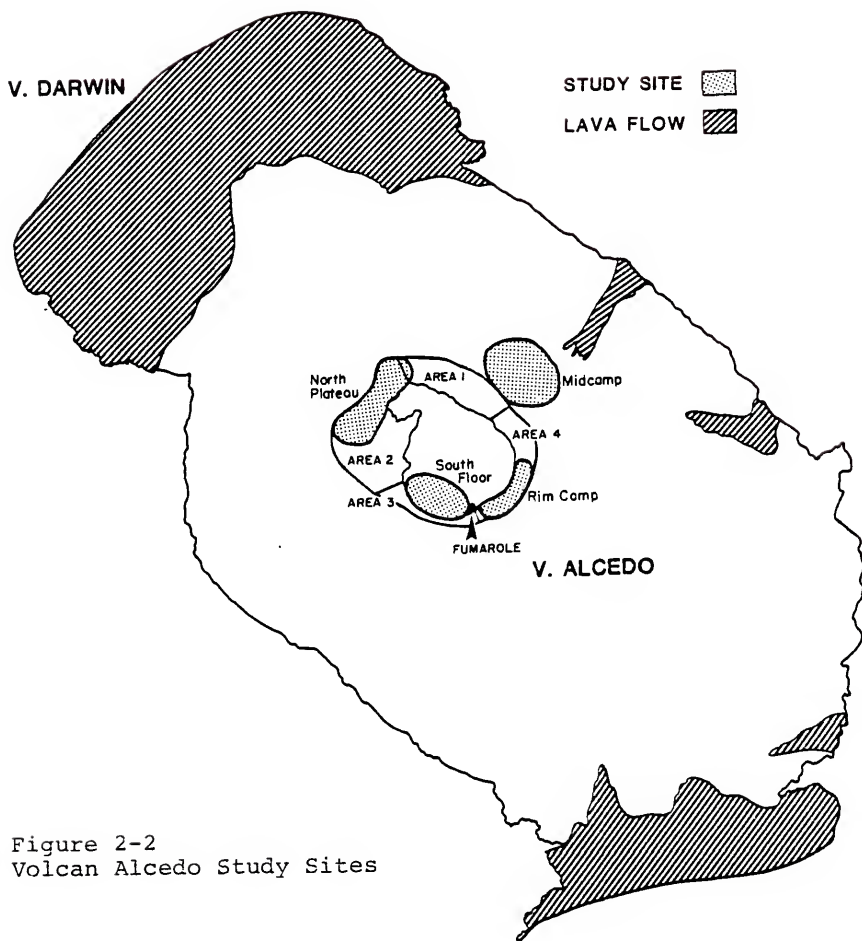 V. DARWIN
STUDY SITE
LAVA FLOW
North
Plateau
AREA 1
Midcamp
AREA 4
AREA 2
South
Floor
AREA 3
Rim Camp
FUMAROLE
V. ALCEDO
Figure 2-2
Volcan Alcedo Study Sites